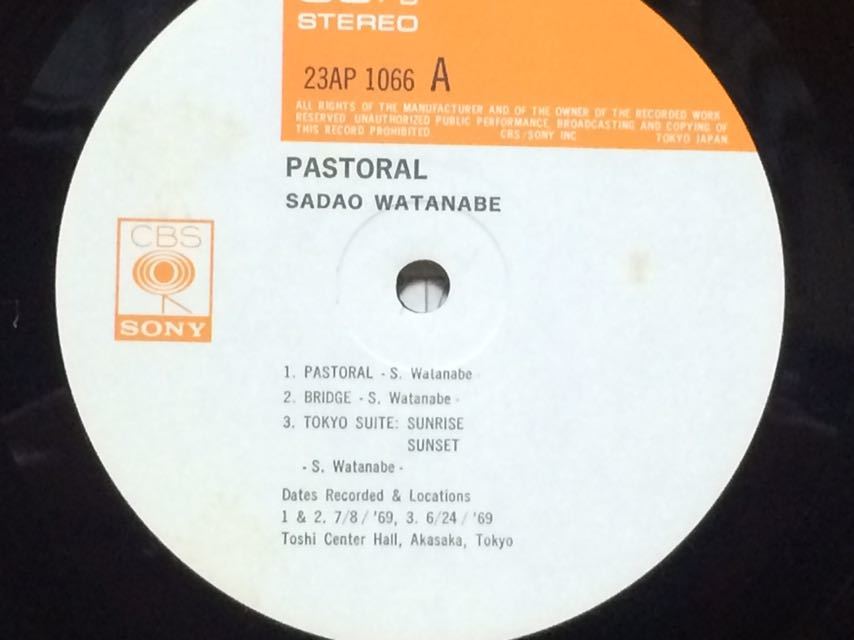 STEREO
23AP 1066 A
ALL RIGHTS OF THE MANUFACTURER AND OF THE OWNER OF THE RECORDED WORK
RESERVED UNAUTHORIZED PUBLIC PERFORMANCE BROADCASTING AND COPYING OF
THIS RECORD PROHIBITED CBS/SONY INC TOKYO JAPAN
PASTORAL
SADAO WATANABE
CBS
SONY
1. PASTORAL - S. Watanabe -
2. BRIDGE - S. Watanabe -
3. TOKYO SUITE: SUNRISE
SUNSET
- S. Watanabe -
Dates Recorded & Locations
1 & 2. 7/8/'69, 3. 6/24/'69
Toshi Center Hall, Akasaka, Tokyo